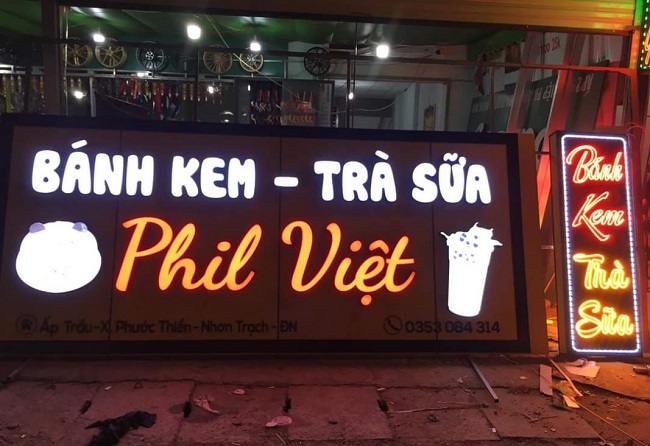 BÁNH KEM - TRÀ SỮA
Phil Việt
Ấp Trầu-X, Phước Thiền-Nhơn Trạch-ĐN
0353 084 314
Bánh
Kem
Trà
Sữa